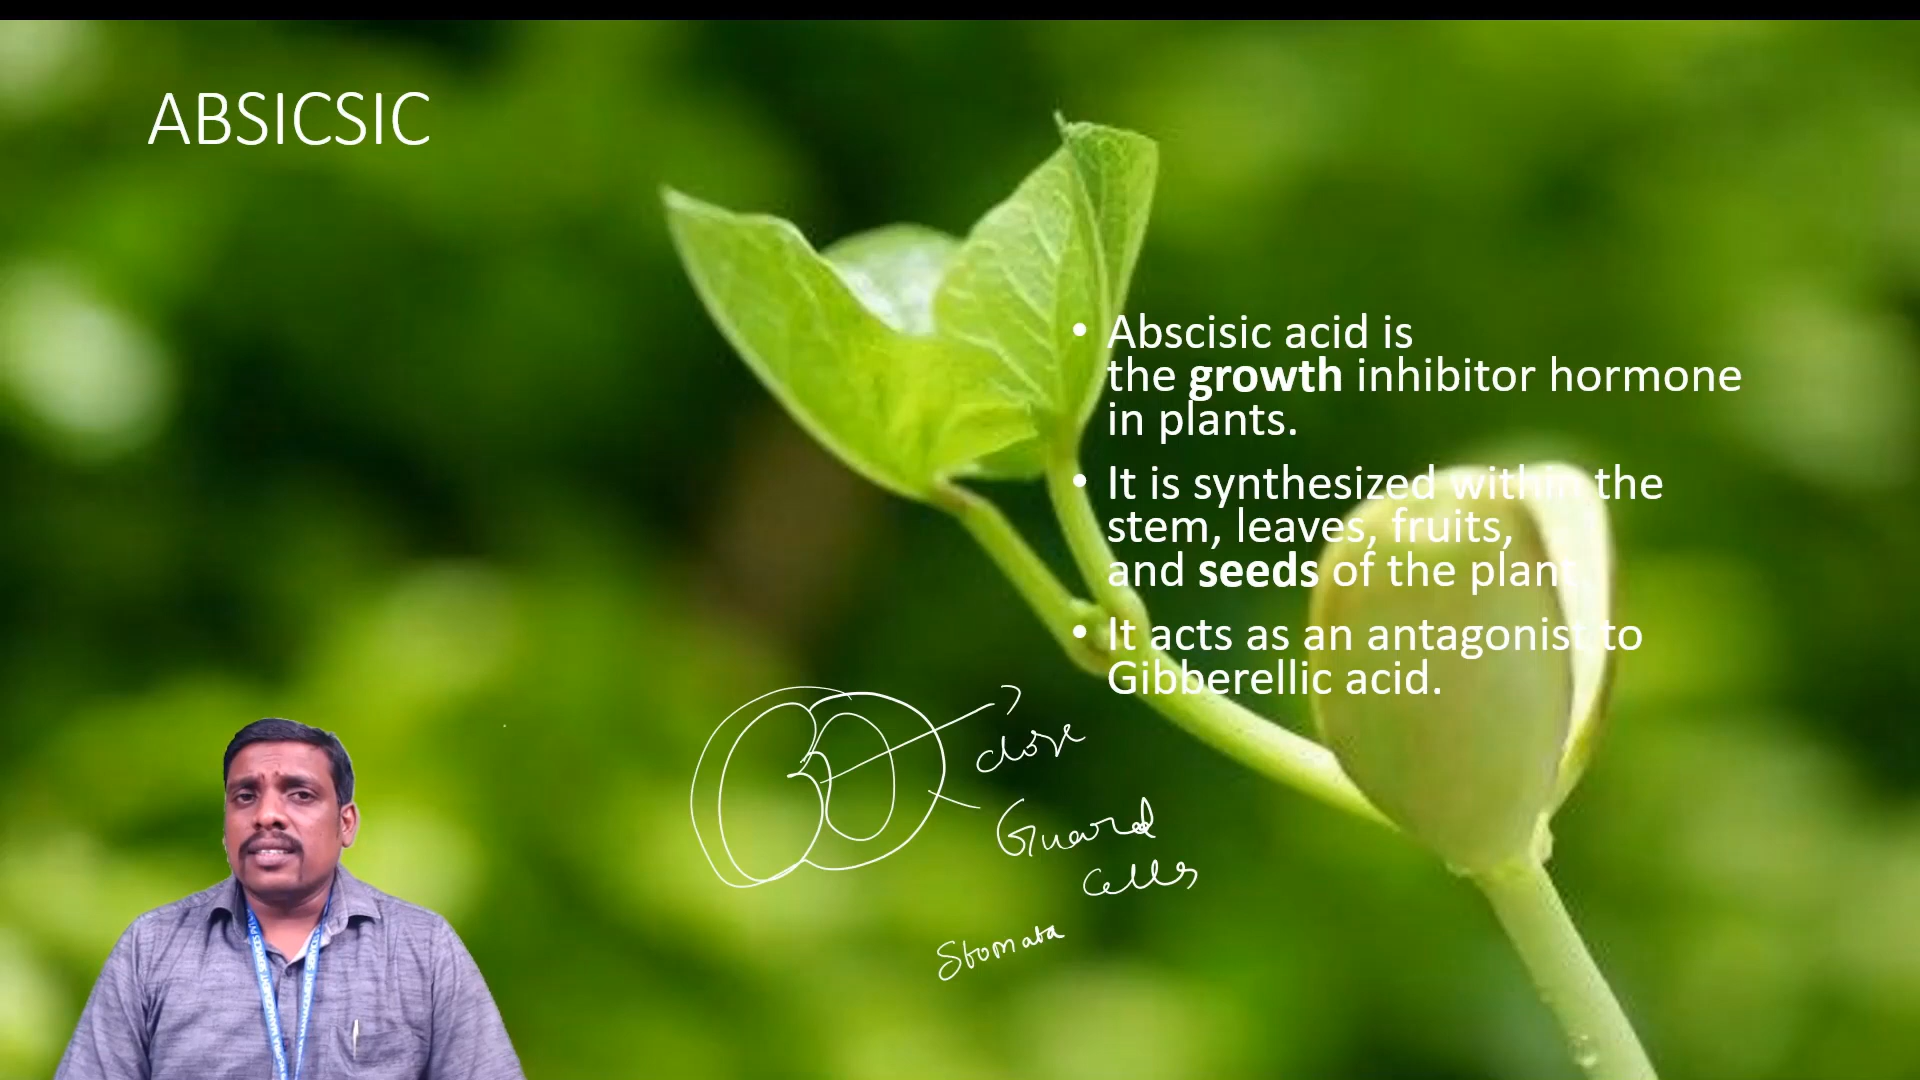 ABSICSIC
• Abscisic acid is
the growth inhibitor hormone
in plants.
• It is synthesized within the
stem, leaves, fruits,
and seeds of the plant
• It acts as an antagonist to
Gibberellic acid.
close
Guard
cells
Stomata